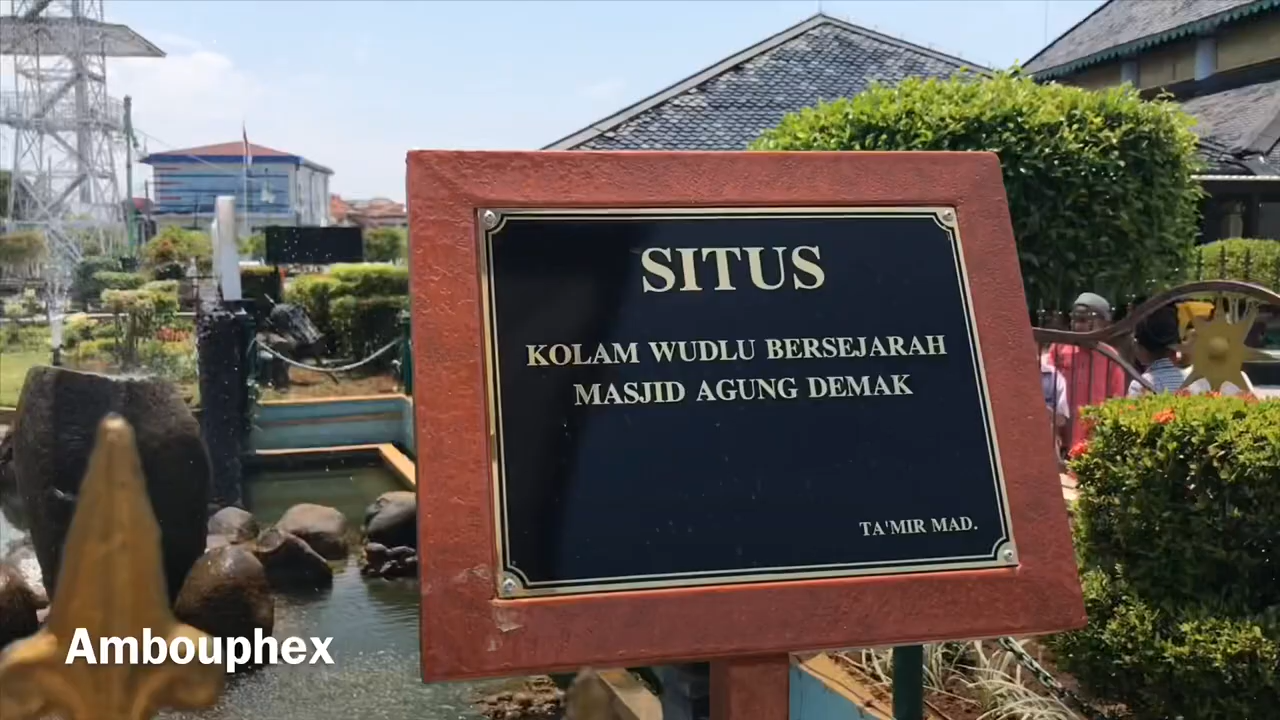 SITUS
KOLAM WUDLU BERSEJARAH
MASJID AGUNG DEMAK
TA'MIR MAD.
Ambouphex